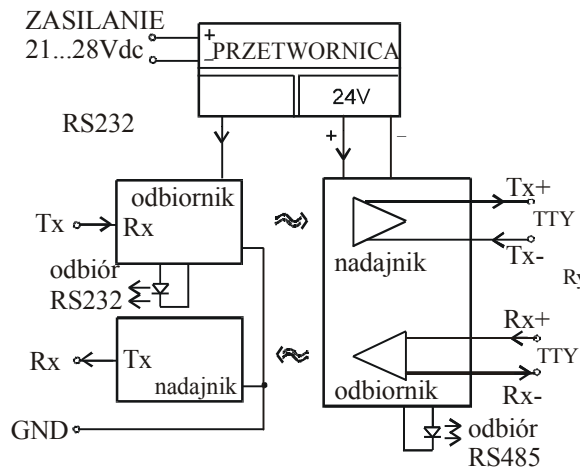 ZASILANIE
21...28Vdc
+
–
PRZETWORNICA
24V
RS232
+
–
odbiornik
Tx
Rx
odbiór
RS232
Rx
Tx
nadajnik
GND
nadajnik
odbiornik
Tx+
TTY
Tx-
Ry
Rx+
TTY
Rx-
odbiór
RS485